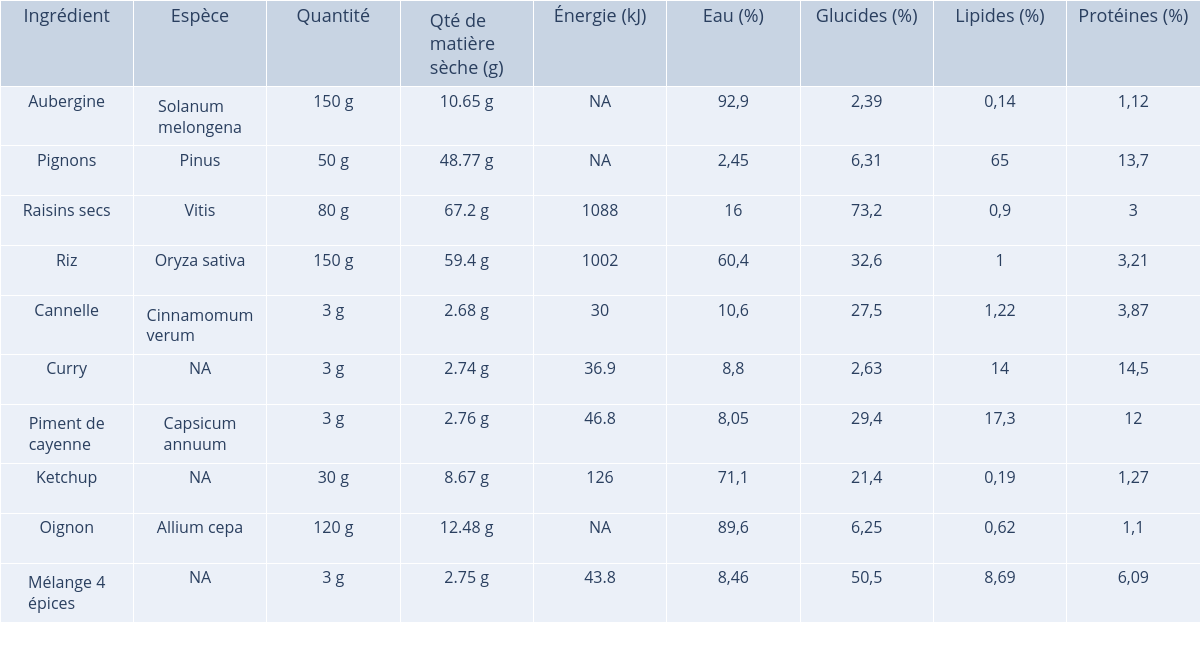 Ingrédient Espèce Quantité Qté de matière sèche (g) Énergie (kJ) Eau (%) Glucides (%) Lipides (%) Protéines (%)
Aubergine Solanum melongena 150 g 10.65 g NA 92,9 2,39 0,14 1,12
Pignons Pinus 50 g 48.77 g NA 2,45 6,31 65 13,7
Raisins secs Vitis 80 g 67.2 g 1088 16 73,2 0,9 3
Riz Oryza sativa 150 g 59.4 g 1002 60,4 32,6 1 3,21
Cannelle Cinnamomum verum 3 g 2.68 g 30 10,6 27,5 1,22 3,87
Curry NA 3 g 2.74 g 36.9 8,8 2,63 14 14,5
Piment de cayenne Capsicum annuum 3 g 2.76 g 46.8 8,05 29,4 17,3 12
Ketchup NA 30 g 8.67 g 126 71,1 21,4 0,19 1,27
Oignon Allium cepa 120 g 12.48 g NA 89,6 6,25 0,62 1,1
Mélange 4 épices NA 3 g 2.75 g 43.8 8,46 50,5 8,69 6,09